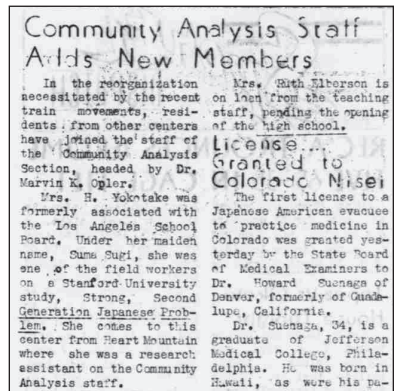 Community Analysis Staff
Adds New Members
In the reorganization
necessitated by the recent
train movements, resi-
dents from other centers
have joined the staff of
the Community Analysis
Section, headed by Dr.
Marvin K. Opler.
Mrs. H. Yokotake was
formerly associated with
the Los Angeles School
Board. Under her maiden
name, Suma Sugi, she was
one of the field workers
on a Stanford University
study, Strong, Second
Generation Japanese Prob-
lem. She comes to this
center from Heart Mountain
where she was a research
assistant on the Community
Analysis staff.
Mrs. Ruth Elberson is
on loan from the teaching
staff, pending the opening
of the high school.
License...
Granted to
Colorado Nisei
The first license to a
Japanese American evacuee
to practice medicine in
Colorado was granted yes-
terday by the State Board
of Medical Examiners to
Dr. Howard Suenaga of
Denver, formerly of Guada-
lupe, California.
Dr. Suenaga, 34, is a
graduate of Jefferson
Medical College, Phila-
delphia. He was born in
Hawaii, as were his pa-